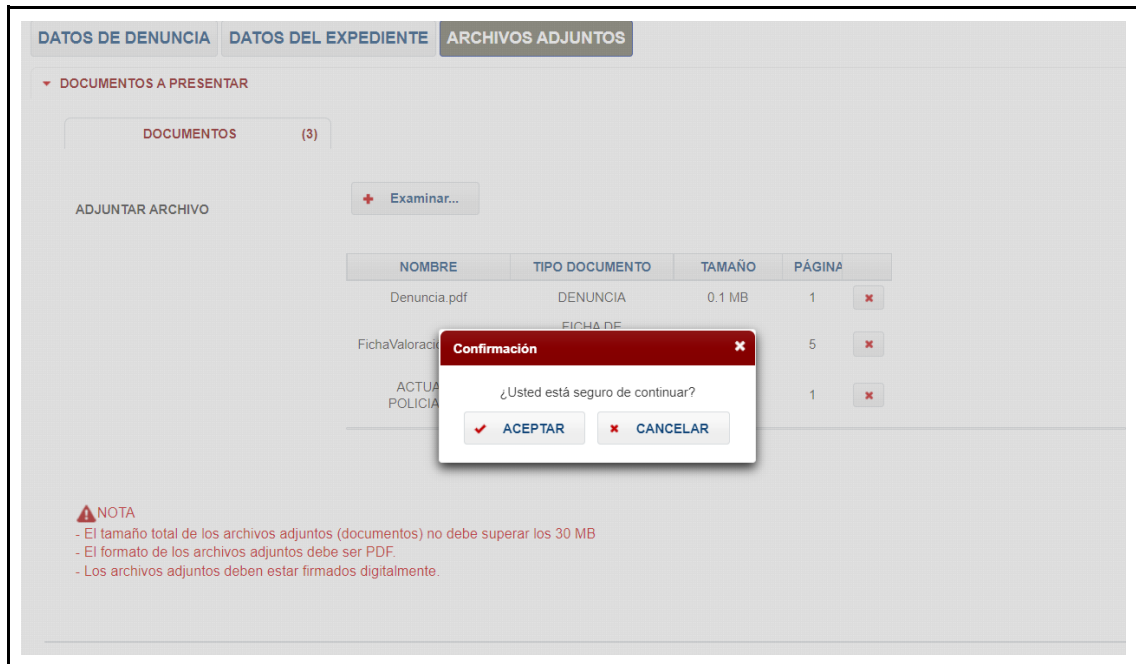 DATOS DE DENUNCIA DATOS DEL EXPEDIENTE ARCHIVOS ADJUNTOS
DOCUMENTOS A PRESENTAR
DOCUMENTOS (3)
ADJUNTAR ARCHIVO
Examinar...
NOMBRE TIPO DOCUMENTO TAMAÑO PÁGINA
Denuncia.pdf DENUNCIA 0.1 MB 1
FICHA DE
5
1
Confirmación
¿Usted está seguro de continuar?
ACEPTAR CANCELAR
NOTA
- El tamaño total de los archivos adjuntos (documentos) no debe superar los 30 MB
- El formato de los archivos adjuntos debe ser PDF.
- Los archivos adjuntos deben estar firmados digitalmente.